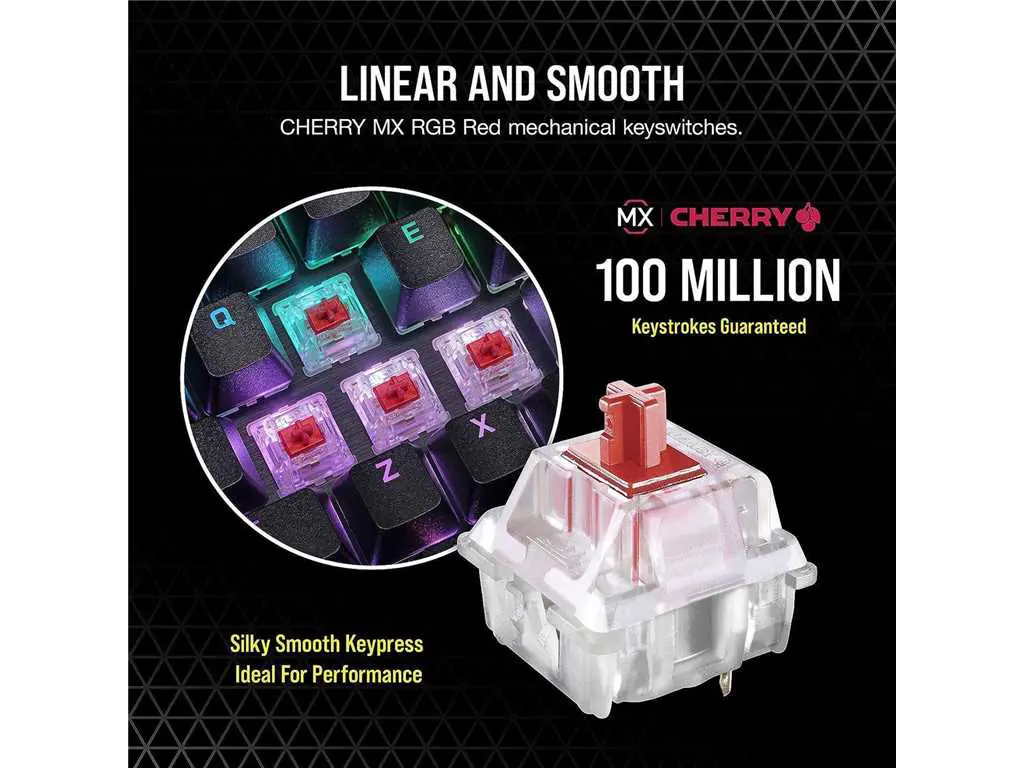 LINEAR AND SMOOTH
CHERRY MX RGB Red mechanical keyswitches.
MX | CHERRY
100 MILLION
Keystrokes Guaranteed
E
Q
X
Z
Silky Smooth Keypress
Ideal For Performance